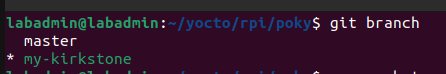 labadmin@labadmin:~/yocto/rpi/poky$ git branch
  master
* my-kirkstone